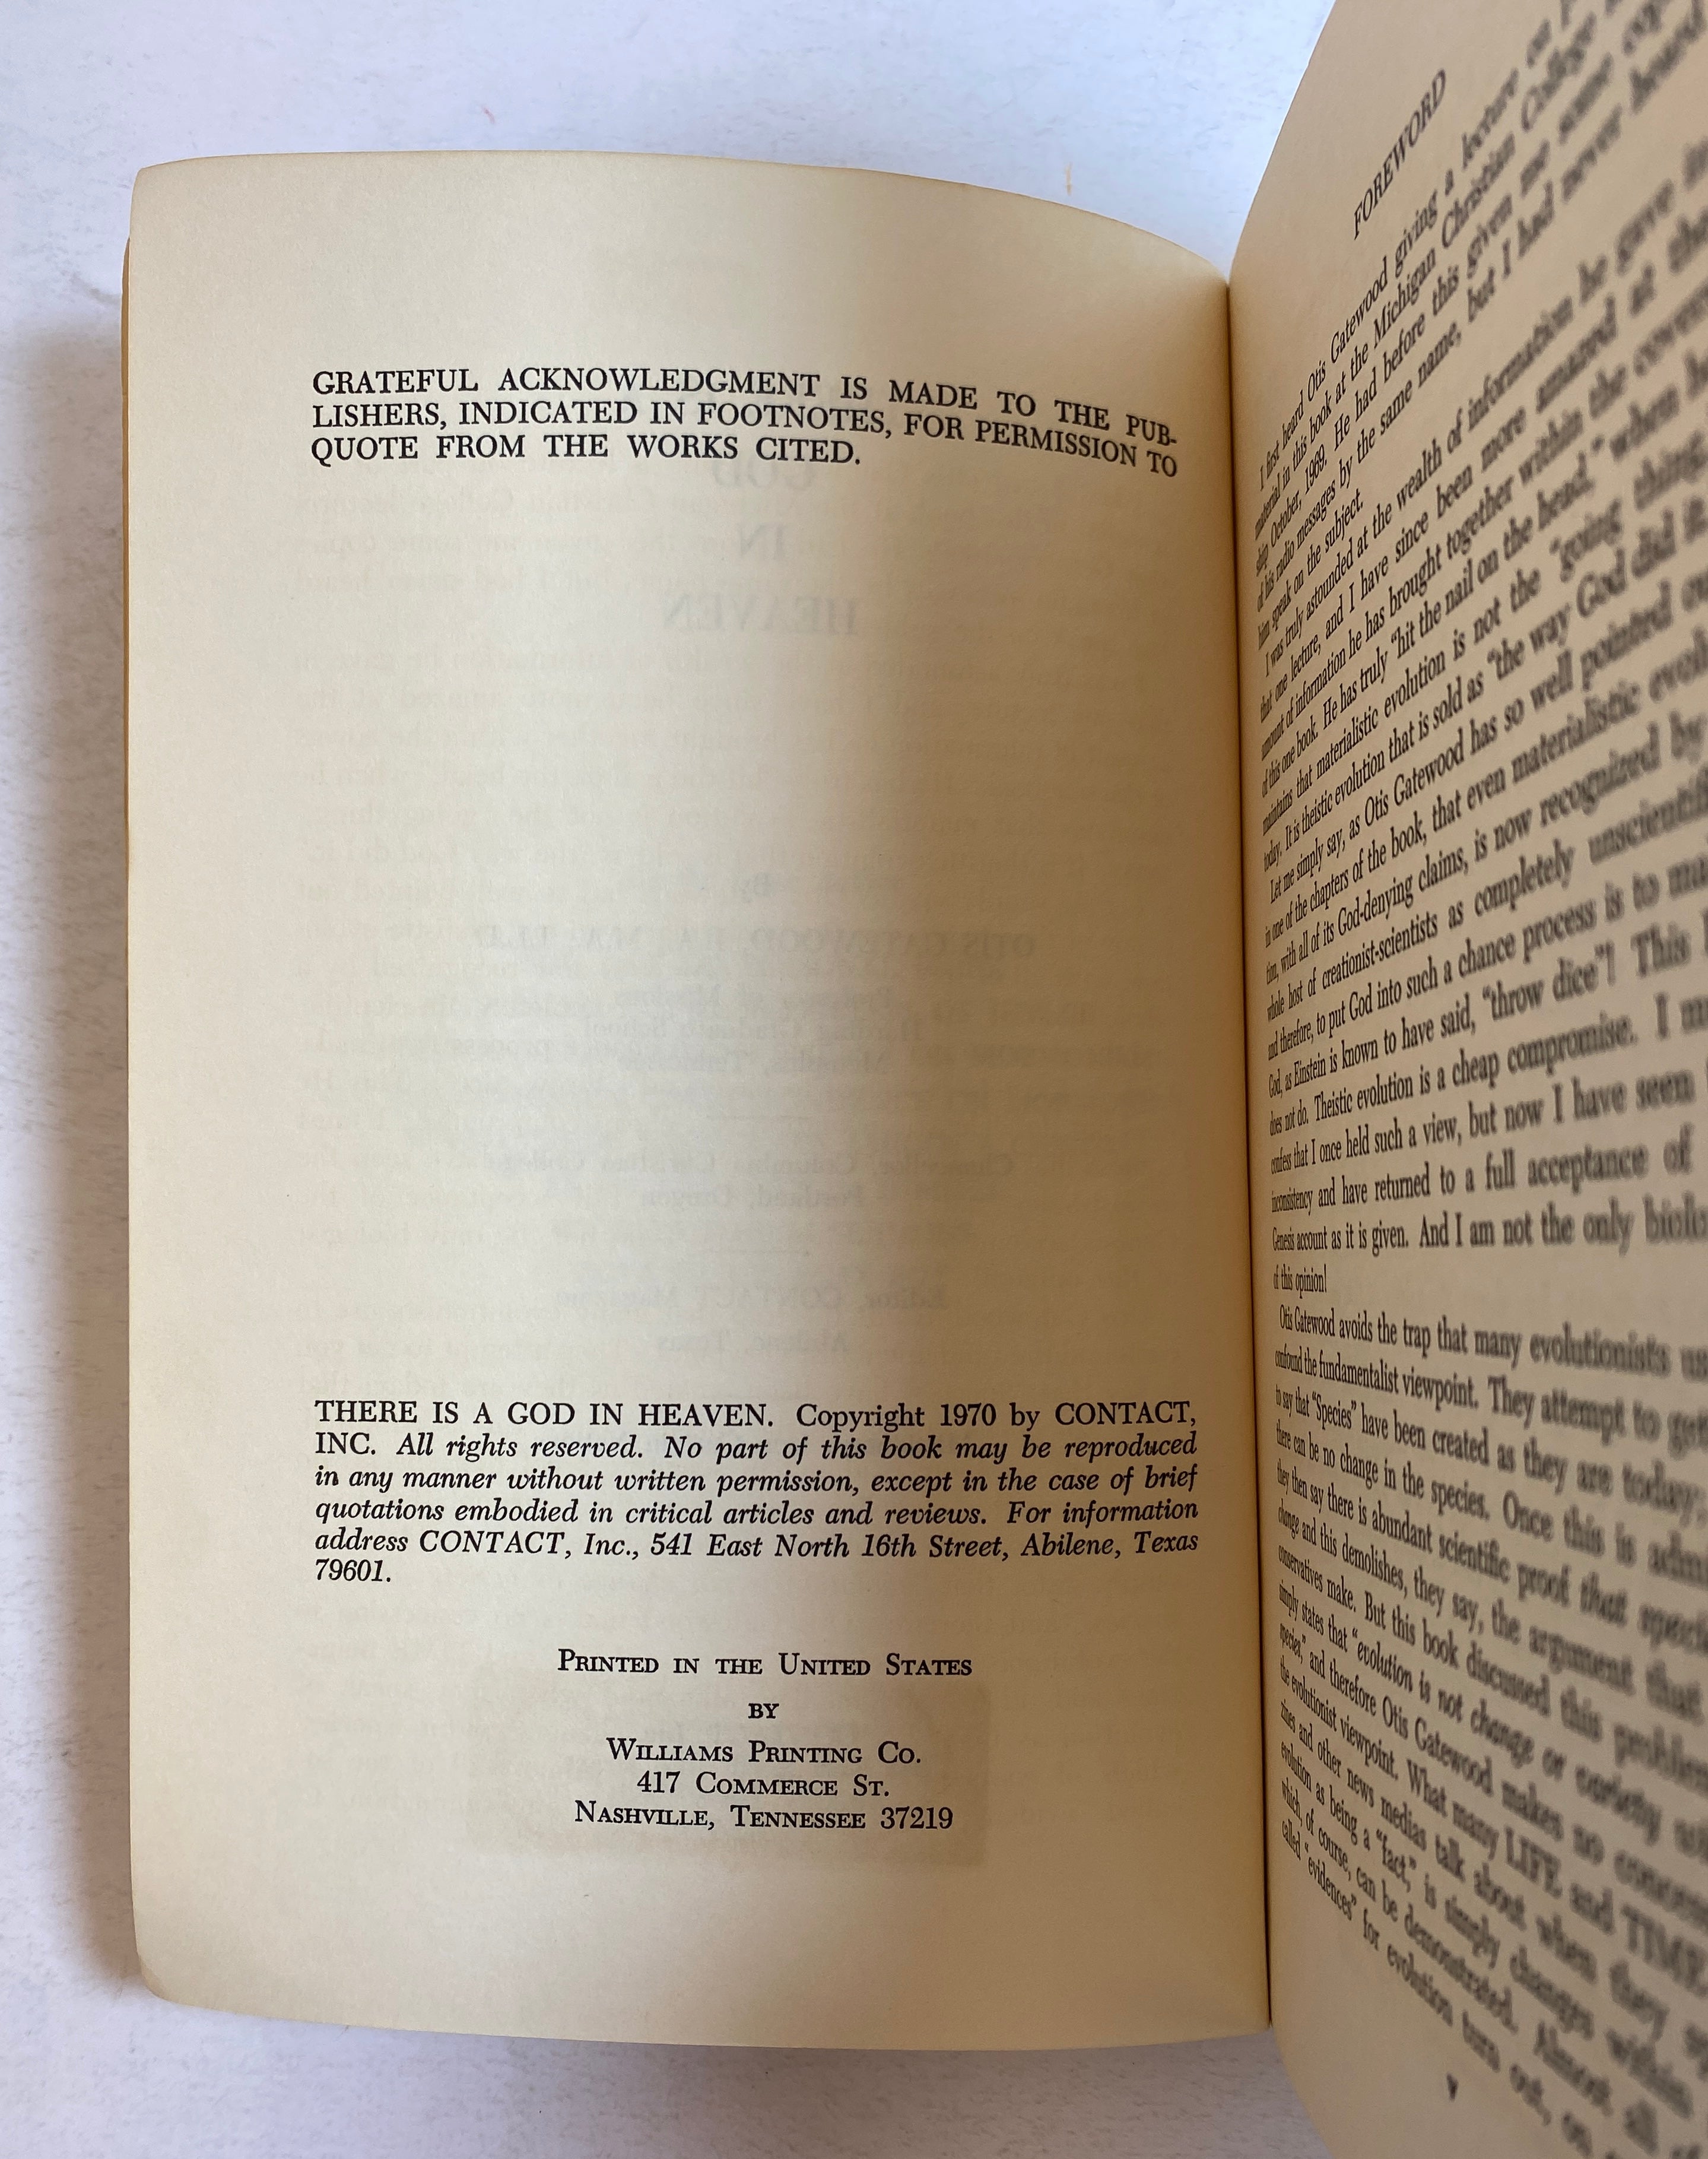 GRATEFUL ACKNOWLEDGMENT IS MADE TO THE PUB-
LISHERS, INDICATED IN FOOTNOTES, FOR PERMISSION TO
QUOTE FROM THE WORKS CITED.
THERE IS A GOD IN HEAVEN. Copyright 1970 by CONTACT,
INC. All rights reserved. No part of this book may be reproduced
in any manner without written permission, except in the case of brief
quotations embodied in critical articles and reviews. For information
address CONTACT, Inc., 541 East North 16th Street, Abilene, Texas
79601.
PRINTED IN THE UNITED STATES
BY
WILLIAMS PRINTING CO.
417 COMMERCE ST.
NASHVILLE, TENNESSEE 37219
FOREWORD
I first heard Otis Gatewood giving a lecture on
material in this book at the Michigan Christian College
ship October, 1969. He had before this given me some
of his radio messages by the same name, but I had never heard
him speak on the subject.
I was truly astounded at the wealth of information he gave in
that one lecture, and I have since been more amazed at the
amount of information he has brought together within the covers
of this one book. He has truly "hit the nail on the head," when he
maintains that materialistic evolution is not the "going thing"
today. It is theistic evolution that is sold as "the way God did it."
Let me simply say, as Otis Gatewood has so well pointed out
in one of the chapters of the book, that even materialistic
tion, with all of its God-denying claims, is now recognized by
whole host of creationist-scientists as completely unscientific
and therefore, to put God into such a chance process is to
God, as Einstein is known to have said, "throw dice"! This
does not do. Theistic evolution is a cheap compromise. I
confess that I once held such a view, but now I have seen
inconsistency and have returned to a full acceptance of
Genesis account as it is given. And I am not the only
of this opinion!
Otis Gatewood avoids the trap that many evolutionists
confound the fundamentalist viewpoint. They attempt to
to say that "Species" have been created as they are today;
there can be no change in the species. Once this is
they then say there is abundant scientific proof that
change and this demolishes, they say, the argument that
conservatives make. But this book discussed this problem
simply states that "evolution is not change or variety
species," and therefore Otis Gatewood makes no
the evolutionist viewpoint. What many LIFE and TIME
zines and other news medias talk about when they
evolution as being a "fact," is simply changes within
which, of course, can be demonstrated. Almost all
called "evidences" for evolution turn out, on
v